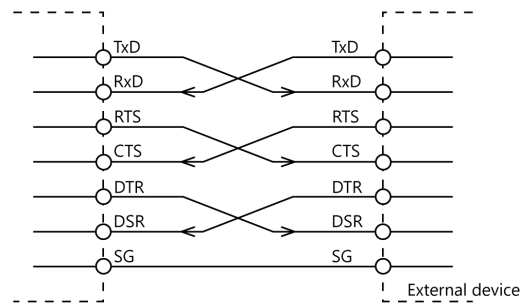 TxD TxD
RxD RxD
RTS RTS
CTS CTS
DTR DTR
DSR DSR
SG SG
External device